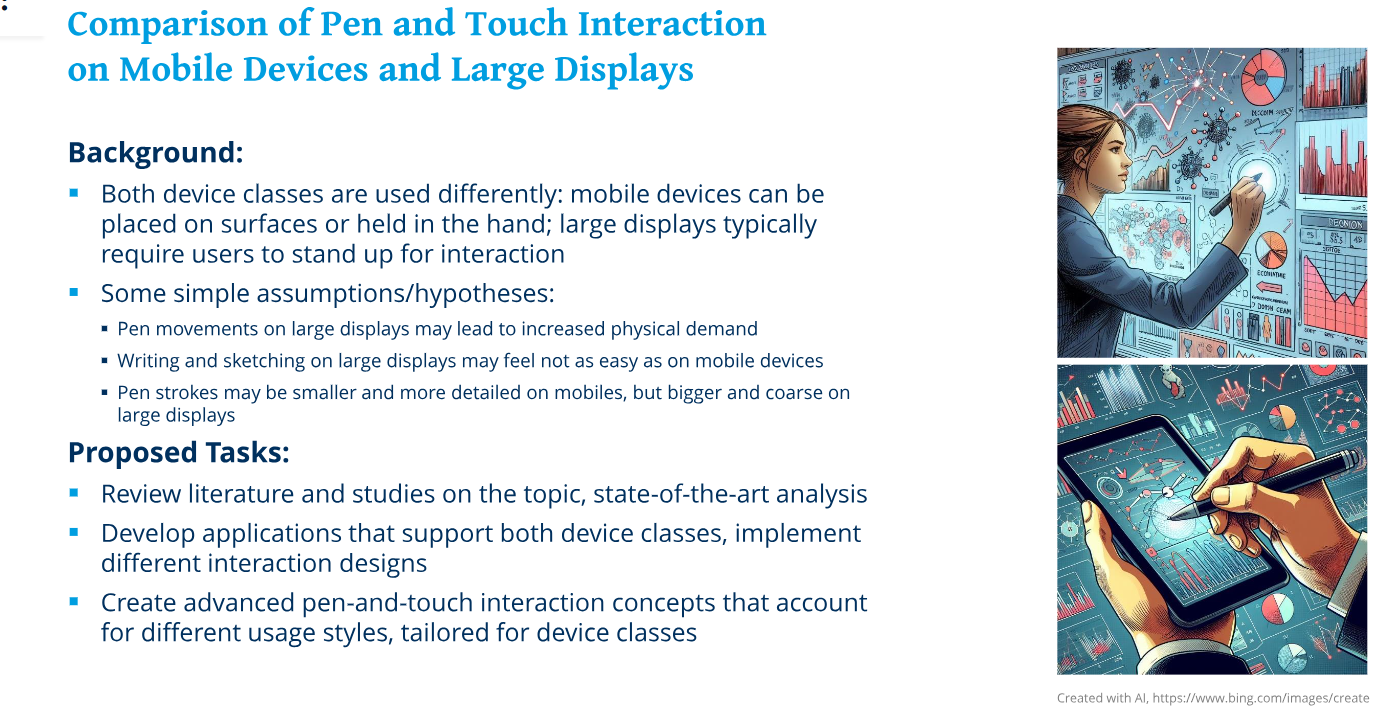 Comparison of Pen and Touch Interaction
on Mobile Devices and Large Displays
Background:
▪ Both device classes are used differently: mobile devices can be
placed on surfaces or held in the hand; large displays typically
require users to stand up for interaction
▪ Some simple assumptions/hypotheses:
▪ Pen movements on large displays may lead to increased physical demand
▪ Writing and sketching on large displays may feel not as easy as on mobile devices
▪ Pen strokes may be smaller and more detailed on mobiles, but bigger and coarse on
large displays
Proposed Tasks:
▪ Review literature and studies on the topic, state-of-the-art analysis
▪ Develop applications that support both device classes, implement
different interaction designs
▪ Create advanced pen-and-touch interaction concepts that account
for different usage styles, tailored for device classes
Created with AI, https://www.bing.com/images/create